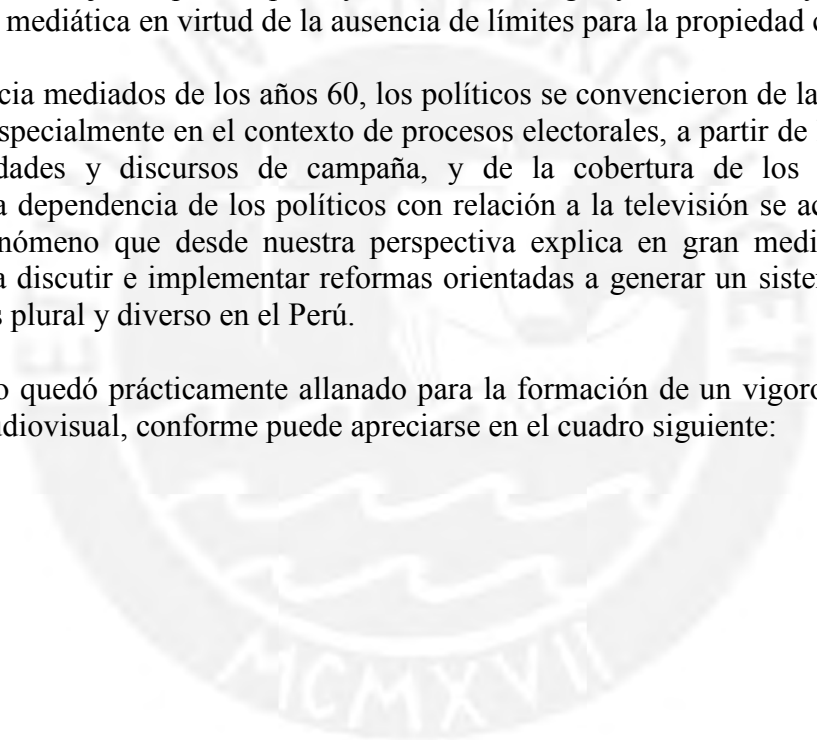 mediática en virtud de la ausencia de límites para la propiedad
cia mediados de los años 60, los políticos se convencieron de la
specialmente en el contexto de procesos electorales, a partir de
dades y discursos de campaña, y de la cobertura de los
a dependencia de los políticos con relación a la televisión se ac
nómeno que desde nuestra perspectiva explica en gran medi
a discutir e implementar reformas orientadas a generar un sister
s plural y diverso en el Perú.
o quedó prácticamente allanado para la formación de un vigoro
udiovisual, conforme puede apreciarse en el cuadro siguiente:
MCMXVII